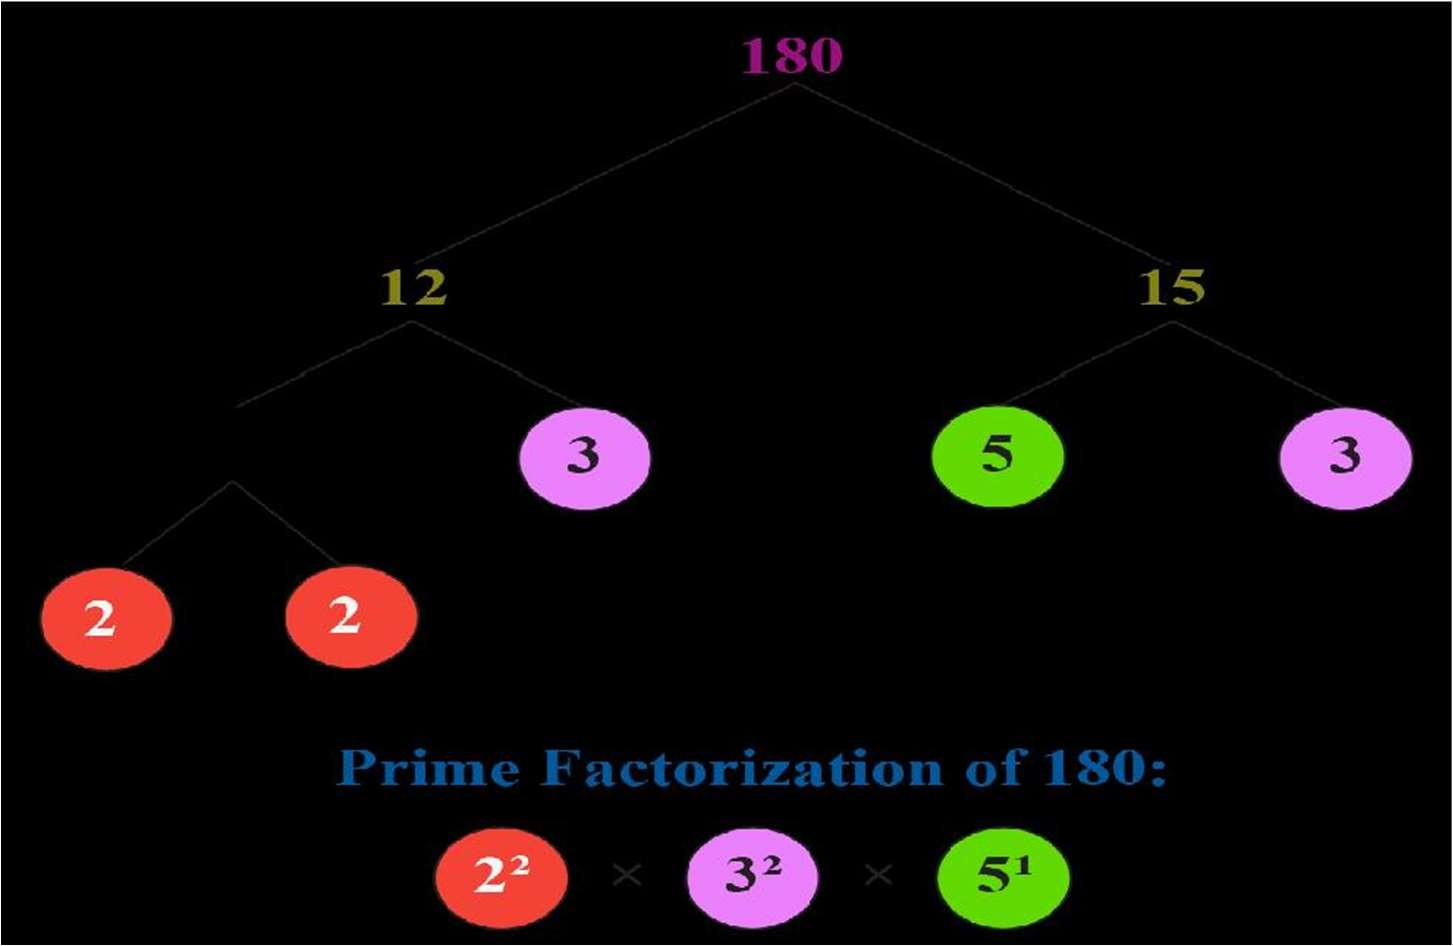 180
12 15
3 5 3
2 2
Prime Factorization of 180:
2² × 3² × 5¹